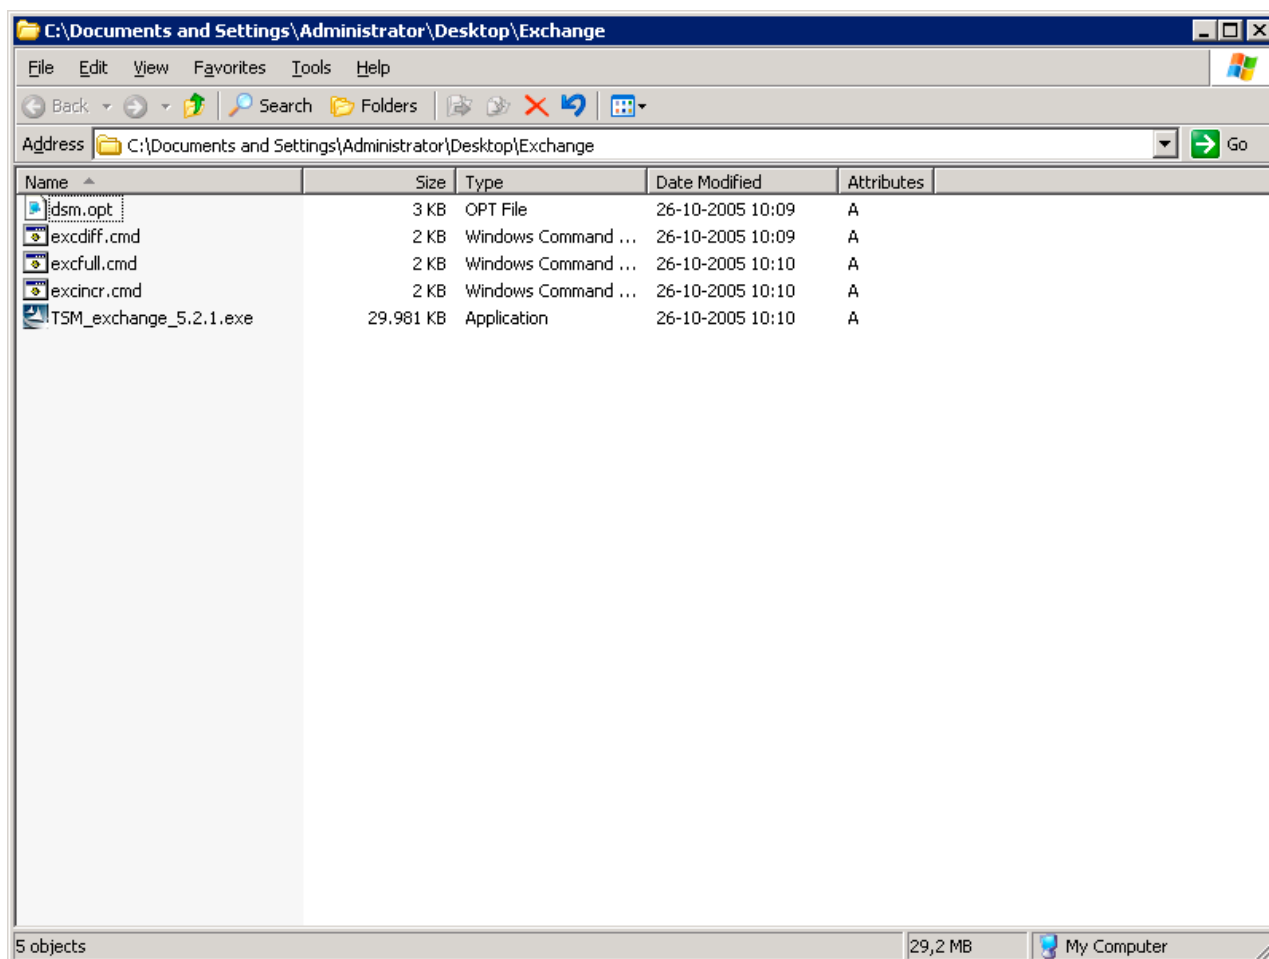 C:\Documents and Settings\Administrator\Desktop\Exchange
File Edit View Favorites Tools Help
Back Search Folders
Address C:\Documents and Settings\Administrator\Desktop\Exchange Go
Name Size Type Date Modified Attributes
dsm.opt 3 KB OPT File 26-10-2005 10:09 A
excdiff.cmd 2 KB Windows Command ... 26-10-2005 10:09 A
excfull.cmd 2 KB Windows Command ... 26-10-2005 10:10 A
excincr.cmd 2 KB Windows Command ... 26-10-2005 10:10 A
TSM_exchange_5.2.1.exe 29.981 KB Application 26-10-2005 10:10 A
5 objects 29,2 MB My Computer